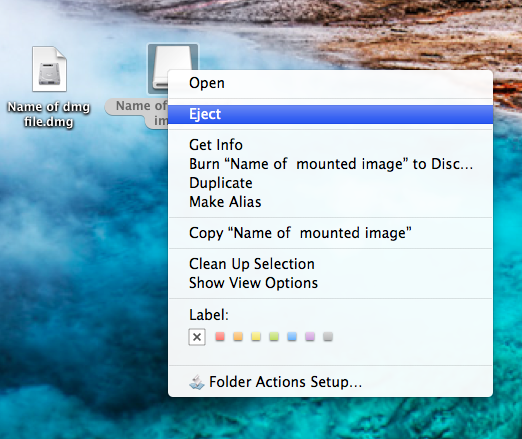 Name of dmg
file.dmg
Name of
im
Open
Eject
Get Info
Burn “Name of  mounted image” to Disc...
Duplicate
Make Alias
Copy “Name of  mounted image”
Clean Up Selection
Show View Options
Label:
Folder Actions Setup...